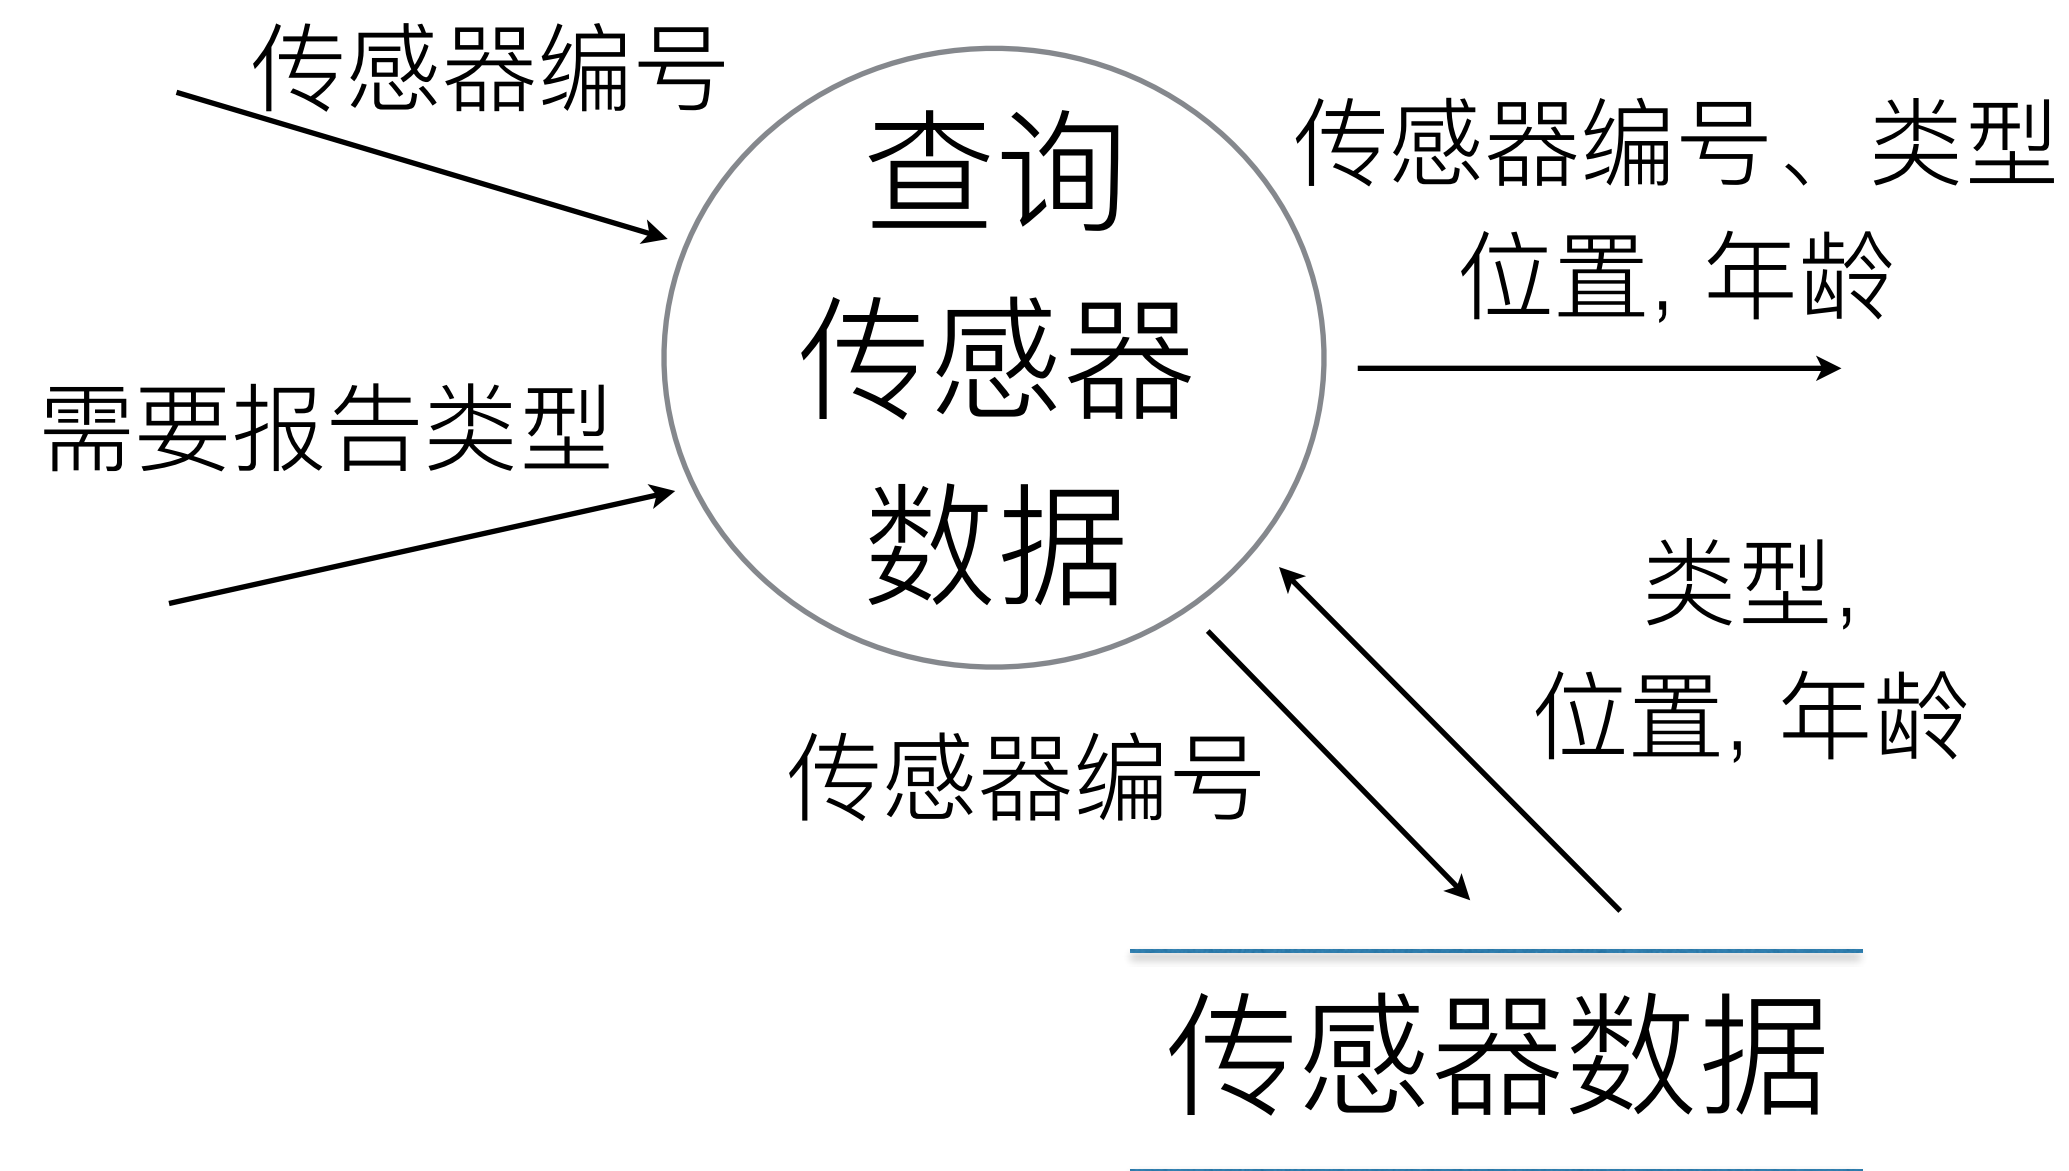 传感器编号
查询
传感器
数据
传感器编号、类型
位置, 年龄
需要报告类型
类型,
位置, 年龄
传感器编号
传感器数据